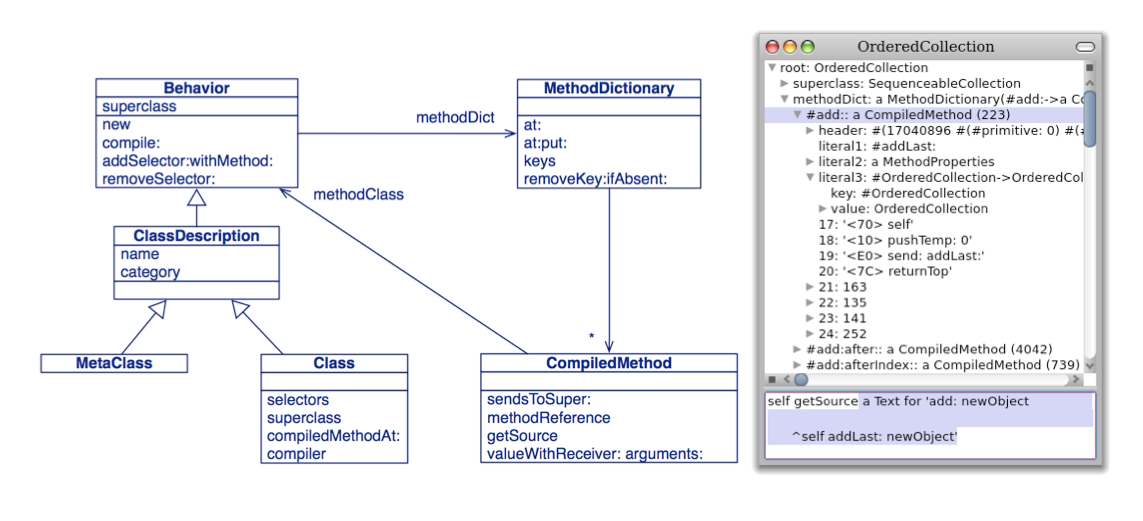 Behavior
superclass
new
compile:
addSelector:withMethod:
removeSelector:
methodDict
MethodDictionary
at:
at:put:
keys
removeKey:ifAbsent:
methodClass
ClassDescription
name
category
MetaClass
Class
selectors
superclass
compiledMethodAt:
compiler
*
CompiledMethod
sendsToSuper:
methodReference
getSource
valueWithReceiver: arguments:
OrderedCollection
root: OrderedCollection
superclass: SequenceableCollection
methodDict: a MethodDictionary(#add:->a Co
#add:: a CompiledMethod (223)
header: #(17040896 #(#primitive: 0) #(#
literal1: #addLast:
literal2: a MethodProperties
literal3: #OrderedCollection->OrderedCol
key: #OrderedCollection
value: OrderedCollection
17: '<70> self'
18: '<10> pushTemp: 0'
19: '<E0> send: addLast:'
20: '<7C> returnTop'
21: 163
22: 135
23: 141
24: 252
#add:after:: a CompiledMethod (4042)
#add:afterIndex:: a CompiledMethod (739)
self getSource a Text for 'add: newObject
^self addLast: newObject'